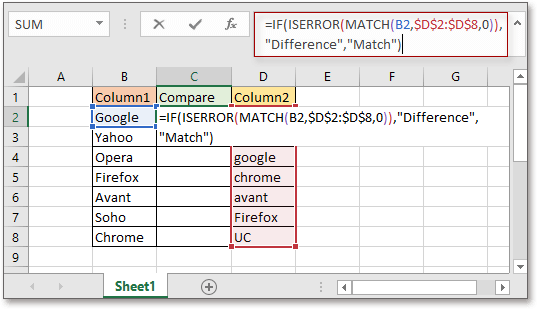 SUM
=IF(ISERROR(MATCH(B2,$D$2:$D$8,0)),
"Difference","Match")
A B C D E F G
1 Column1 Compare Column2
2 Google =IF(ISERROR(MATCH(B2,$D$2:$D$8,0)),"Difference",
3 Yahoo "Match")
4 Opera google
5 Firefox chrome
6 Avant avant
7 Soho Firefox
8 Chrome UC
9
Sheet1